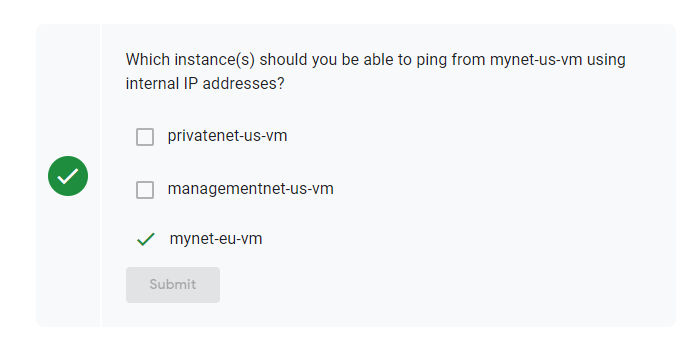 Which instance(s) should you be able to ping from mynet-us-vm using
internal IP addresses?
privatenet-us-vm
managementnet-us-vm
mynet-eu-vm
Submit